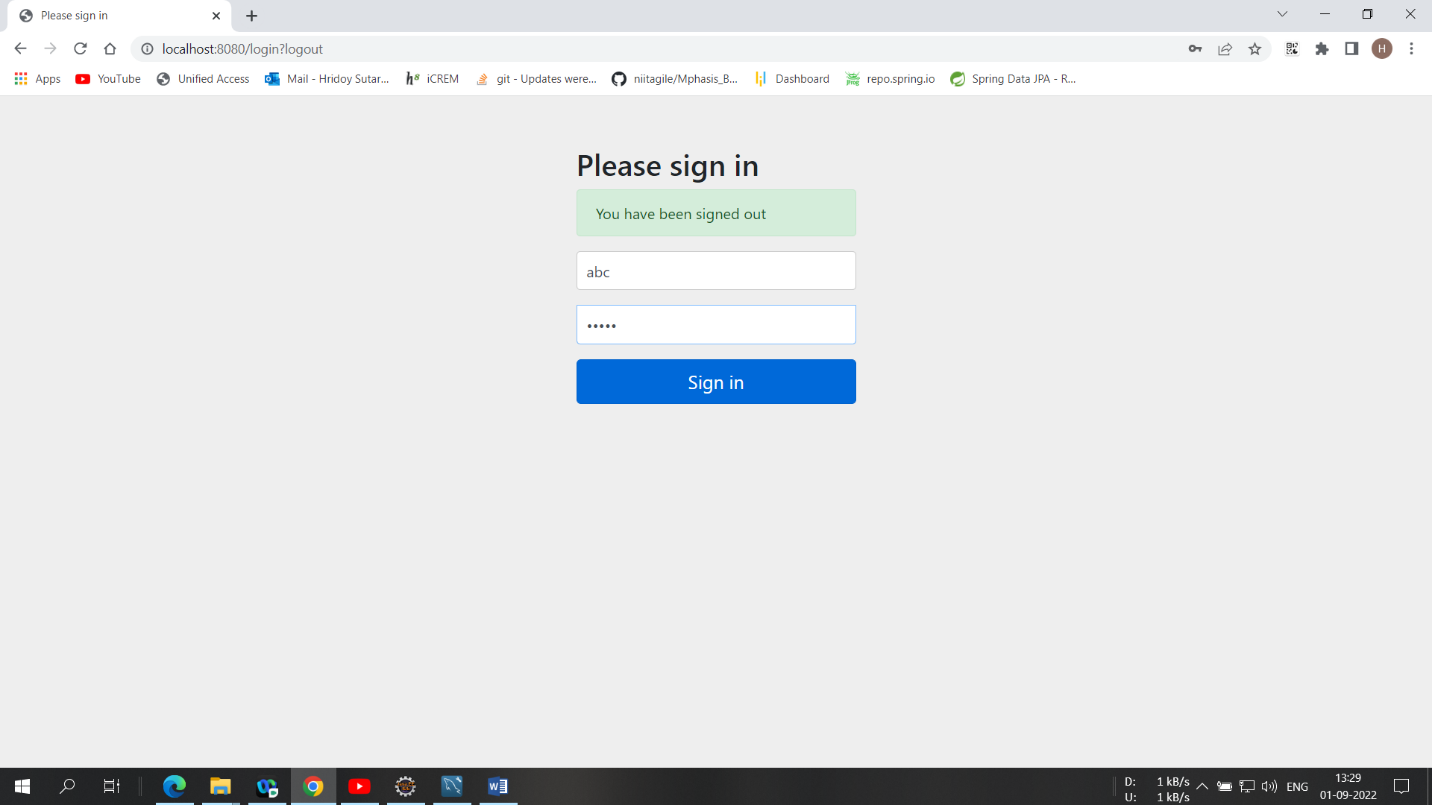 Please sign in
localhost:8080/login?logout
H
Apps YouTube Unified Access Mail - Hridoy Sutar... h8 iCREM git - Updates were... niitagile/Mphasis_B... Dashboard repo.spring.io Spring Data JPA - R...
Please sign in
You have been signed out
abc
•••••
Sign in
D: 1 kB/s
U: 1 kB/s
ENG
13:29
01-09-2022